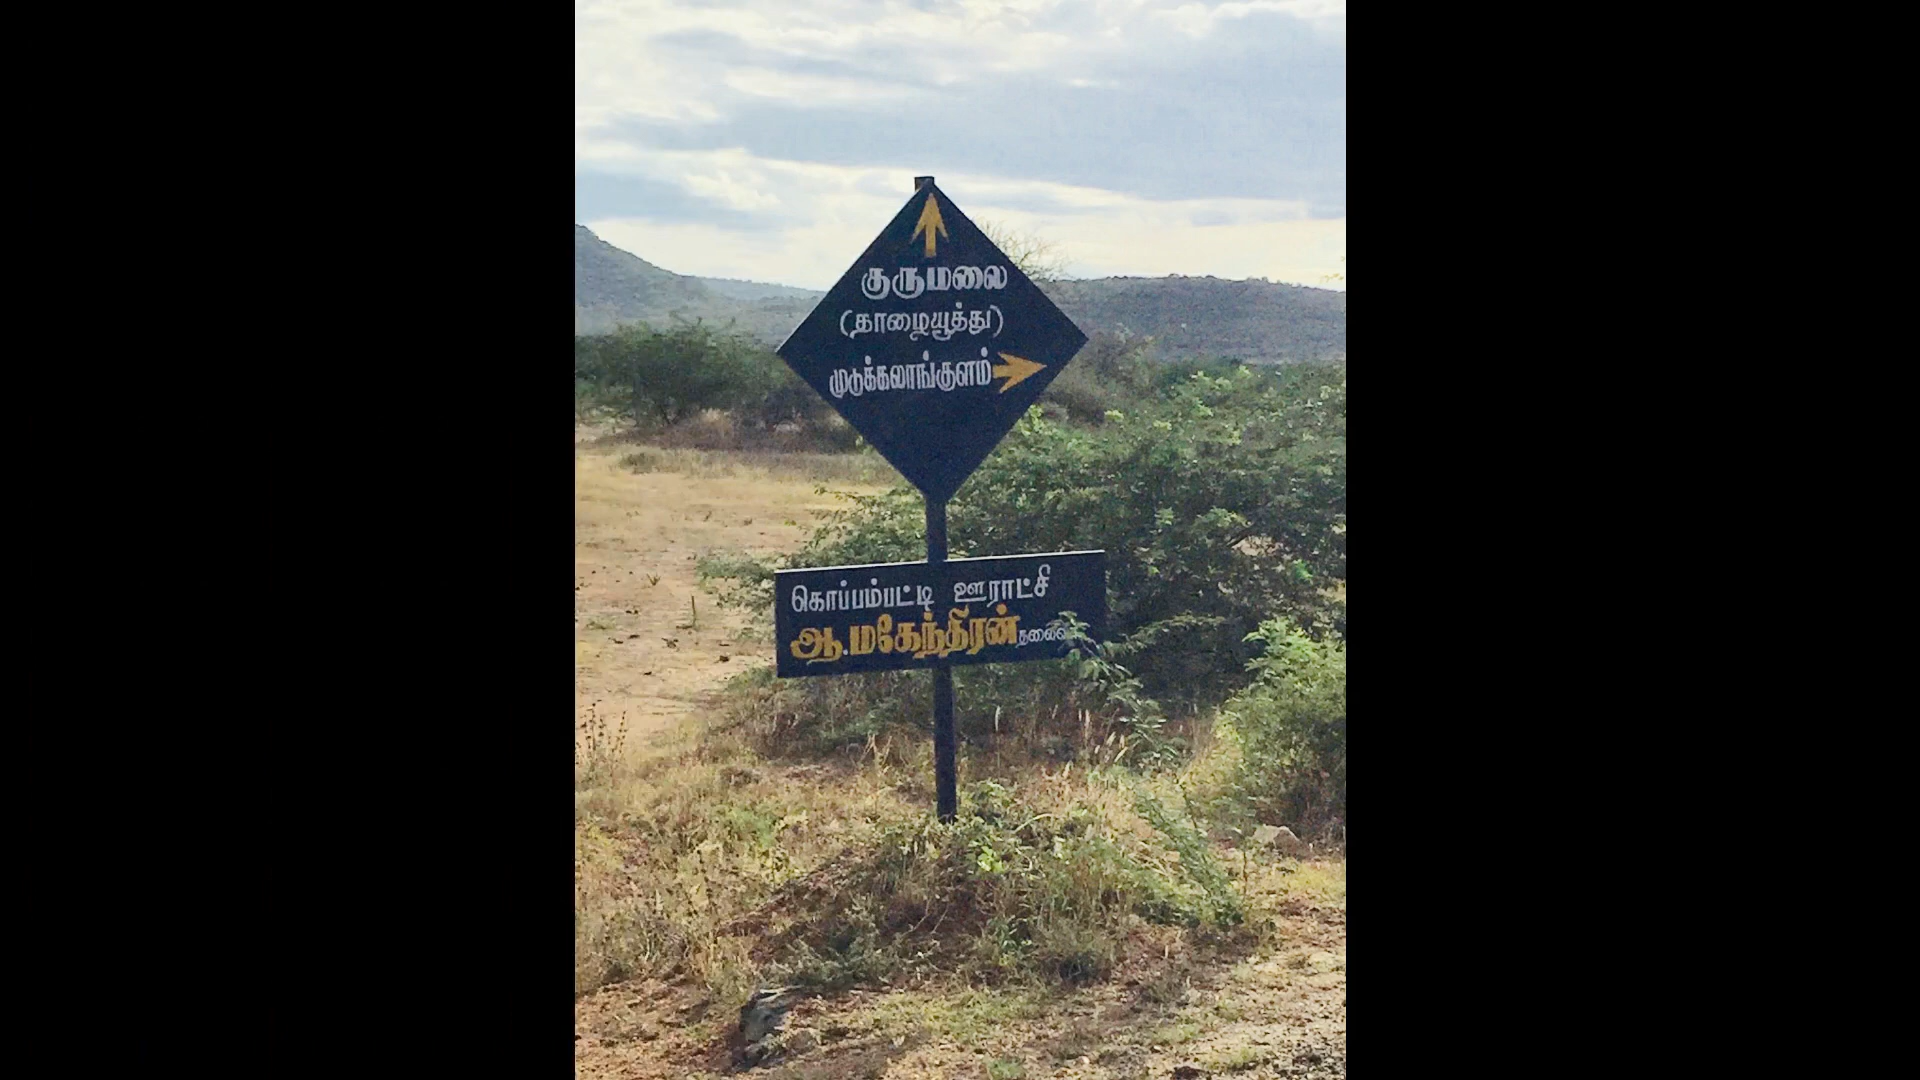 குருமலை
(தாழையூத்து)
முடுக்கலாங்குளம்
கொப்பம்பட்டி ஊராட்சி
ஆ.மகேந்திரன்